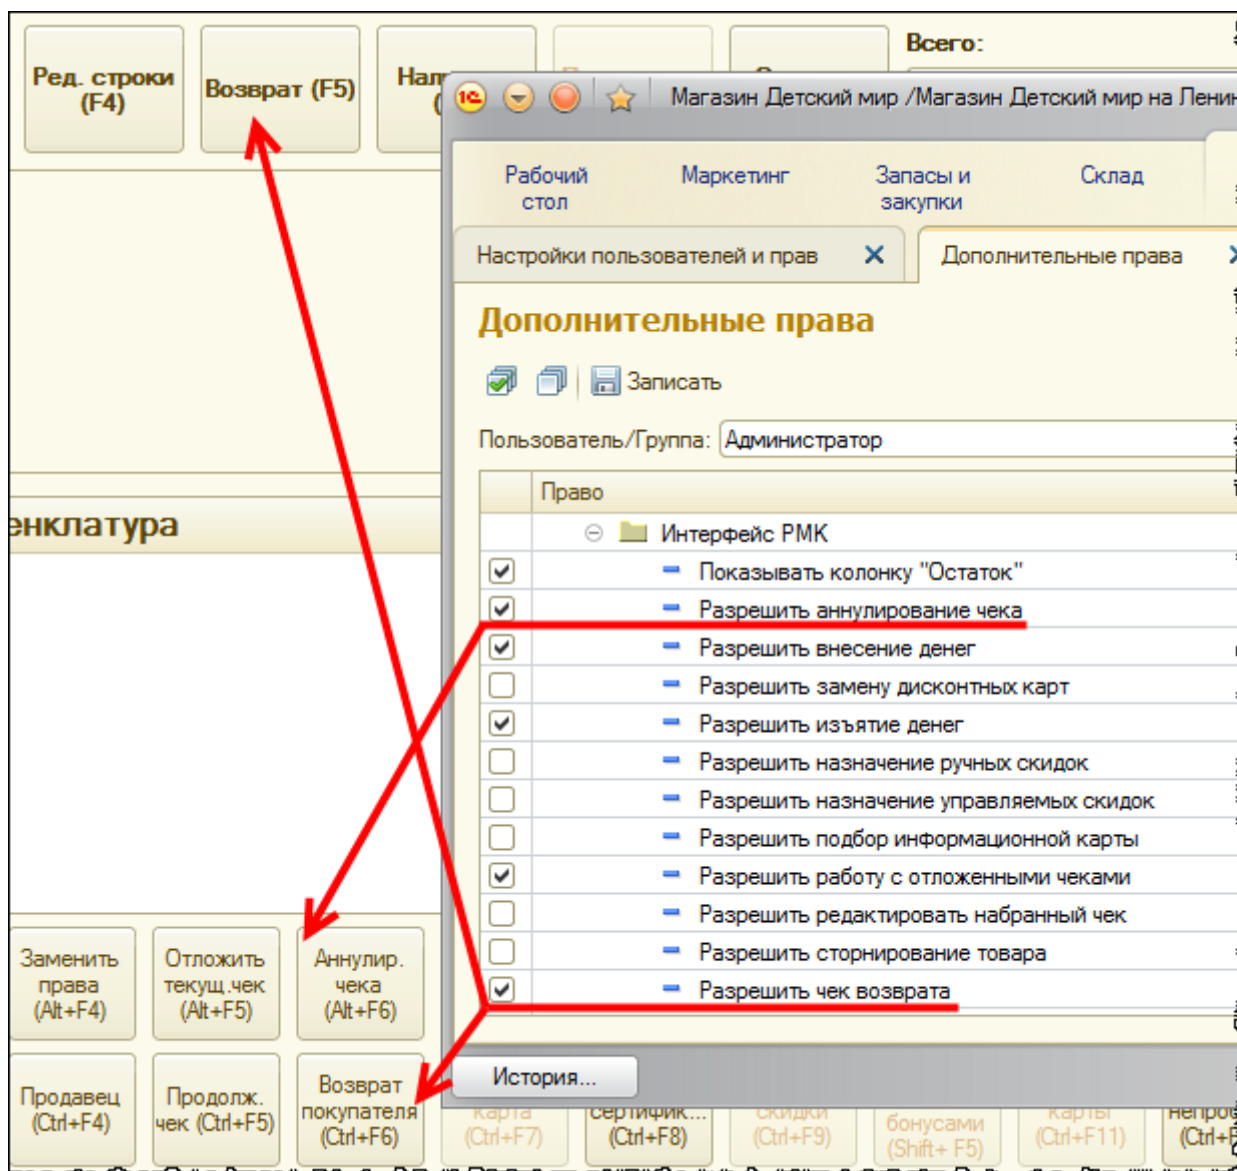 Ред. строки
(F4)
Возврат (F5)
Всего:
Магазин Детский мир /Магазин Детский мир на
Рабочий
стол
Маркетинг
Запасы и
закупки
Склад
Настройки пользователей и прав
Дополнительные права
Дополнительные права
Записать
Пользователь/Группа: Администратор
Право
Интерфейс РМК
Показывать колонку "Остаток"
Разрешить аннулирование чека
Разрешить внесение денег
Разрешить замену дисконтных карт
Разрешить изъятие денег
Разрешить назначение ручных скидок
Разрешить назначение управляемых скидок
Разрешить подбор информационной карты
Разрешить работу с отложенными чеками
Разрешить редактировать набранный чек
Разрешить сторнирование товара
Разрешить чек возврата
енклатура
Заменить
права
(Alt+F4)
Отложить
текущ.чек
(Alt+F5)
Аннулир.
чека
(Alt+F6)
История...
Продавец
(Ctrl+F4)
Продолж.
чек (Ctrl+F5)
Возврат
покупателя
(Ctrl+F6)
карта
(Ctrl+F7)
сертифик...
(Ctrl+F8)
скидки
(Ctrl+F9)
бонусами
(Shift+ F5)
карты
(Ctrl+F11)